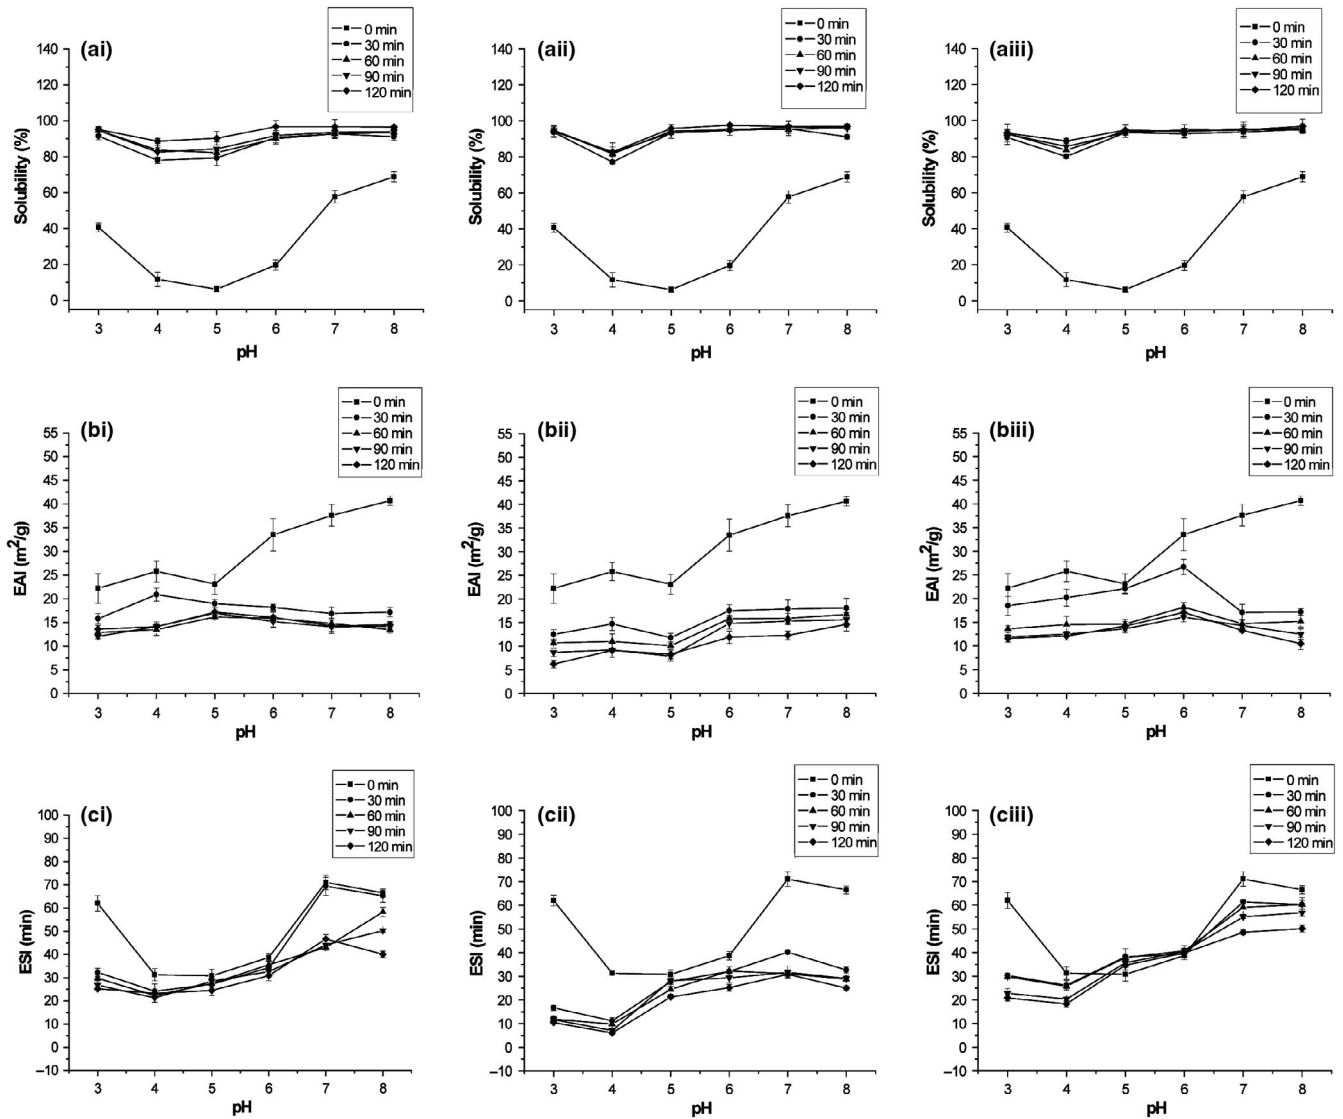 (ai)
0 min
30 min
60 min
90 min
120 min
Solubility (%)
140
120
100
80
60
40
20
0
3 4 5 6 7 8
pH
(aii)
0 min
30 min
60 min
90 min
120 min
Solubility (%)
140
120
100
80
60
40
20
0
3 4 5 6 7 8
pH
(aiii)
0 min
30 min
60 min
90 min
120 min
Solubility (%)
140
120
100
80
60
40
20
0
3 4 5 6 7 8
pH
(bi)
0 min
30 min
60 min
90 min
120 min
EAI (m²/g)
55
50
45
40
35
30
25
20
15
10
5
0
3 4 5 6 7 8
pH
(bii)
0 min
30 min
60 min
90 min
120 min
EAI (m²/g)
55
50
45
40
35
30
25
20
15
10
5
0
3 4 5 6 7 8
pH
(biii)
0 min
30 min
60 min
90 min
120 min
EAI (m²/g)
55
50
45
40
35
30
25
20
15
10
5
0
3 4 5 6 7 8
pH
(ci)
0 min
30 min
60 min
90 min
120 min
ESI (min)
100
90
80
70
60
50
40
30
20
10
0
–10
3 4 5 6 7 8
pH
(cii)
0 min
30 min
60 min
90 min
120 min
ESI (min)
100
90
80
70
60
50
40
30
20
10
0
–10
3 4 5 6 7 8
pH
(ciii)
0 min
30 min
60 min
90 min
120 min
ESI (min)
100
90
80
70
60
50
40
30
20
10
0
–10
3 4 5 6 7 8
pH